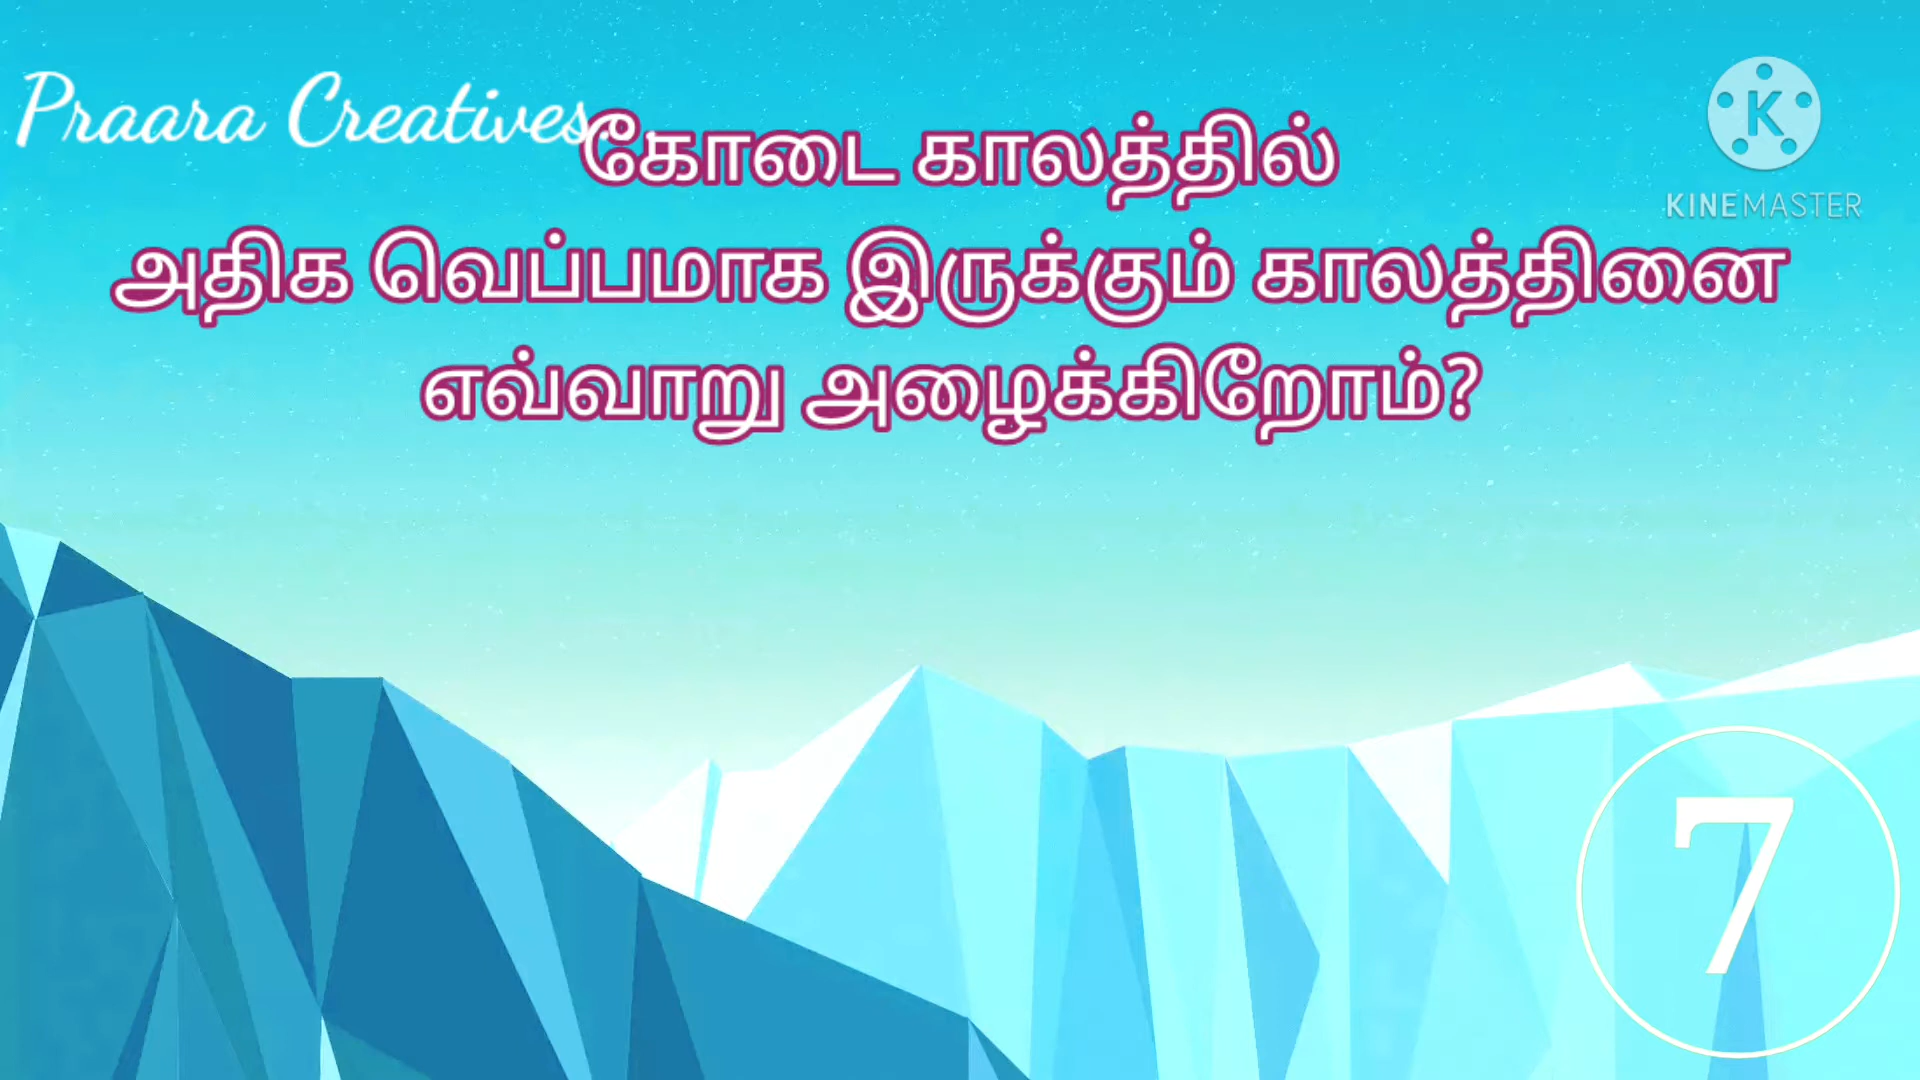 Praara Creatives..
கோடை காலத்தில்
அதிக வெப்பமாக இருக்கும் காலத்தினை
எவ்வாறு அழைக்கிறோம்?
K
KINEMASTER
7